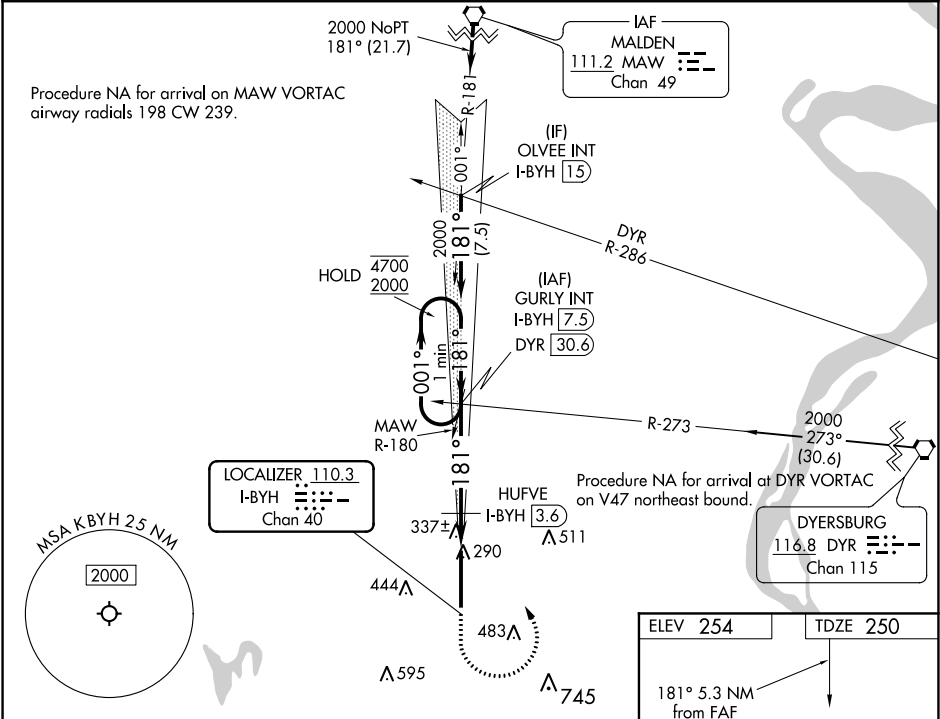 2000 NoPT
181° (21.7)
R-181
IAF
MALDEN
111.2 MAW
Chan 49
Procedure NA for arrival on MAW VORTAC
airway radials 198 CW 239.
001°
(IF)
OLVEE INT
I-BYH 15
2000
181°
(7.5)
DYR
R-286
HOLD
4700
2000
(IAF)
GURLY INT
I-BYH 7.5
DYR 30.6
001°
1 min
181°
MAW
R-180
R-273
2000
273°
(30.6)
181°
LOCALIZER 110.3
I-BYH
Chan 40
Procedure NA for arrival at DYR VORTAC
on V47 northeast bound.
HUFVE
I-BYH 3.6
DYERSBURG
116.8 DYR
Chan 115
337±
511
290
MSA KBYH 25 NM
2000
444
483
595
745
ELEV 254
TDZE 250
181° 5.3 NM
from FAF